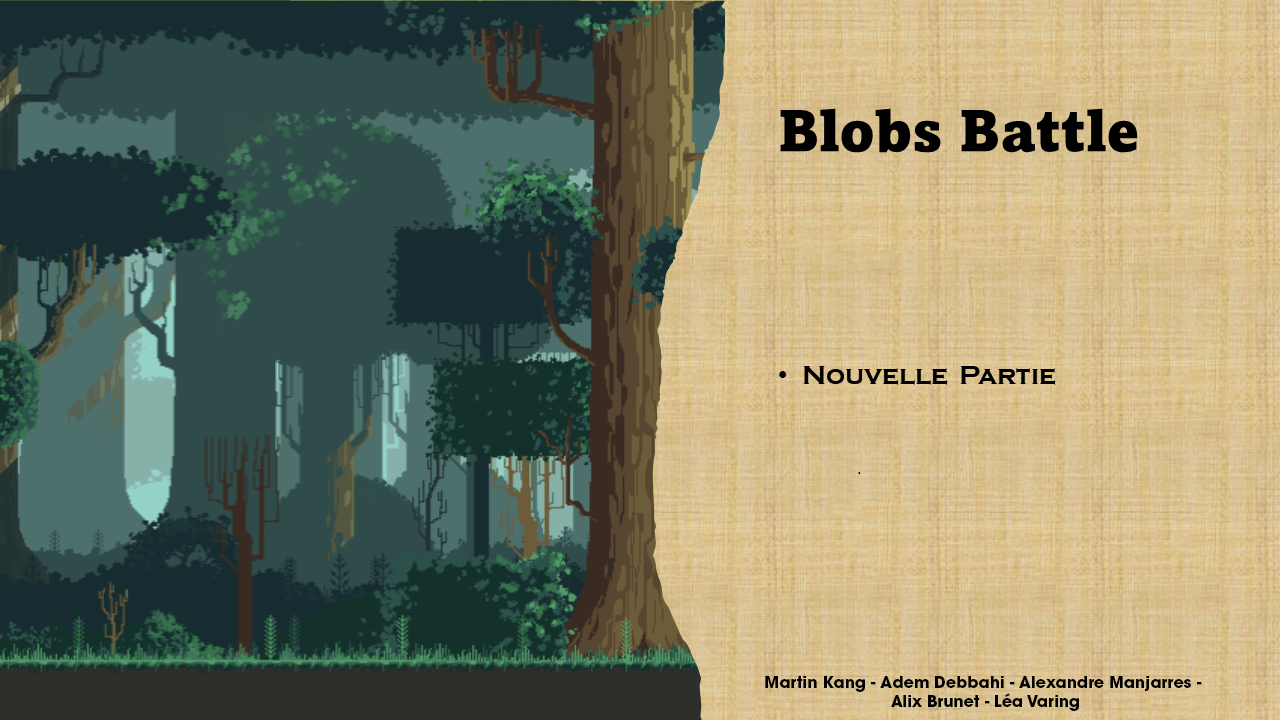 Blobs Battle
• Nouvelle Partie
.
Martin Kang - Adem Debbahi - Alexandre Manjarres -
Alix Brunet - Léa Varing